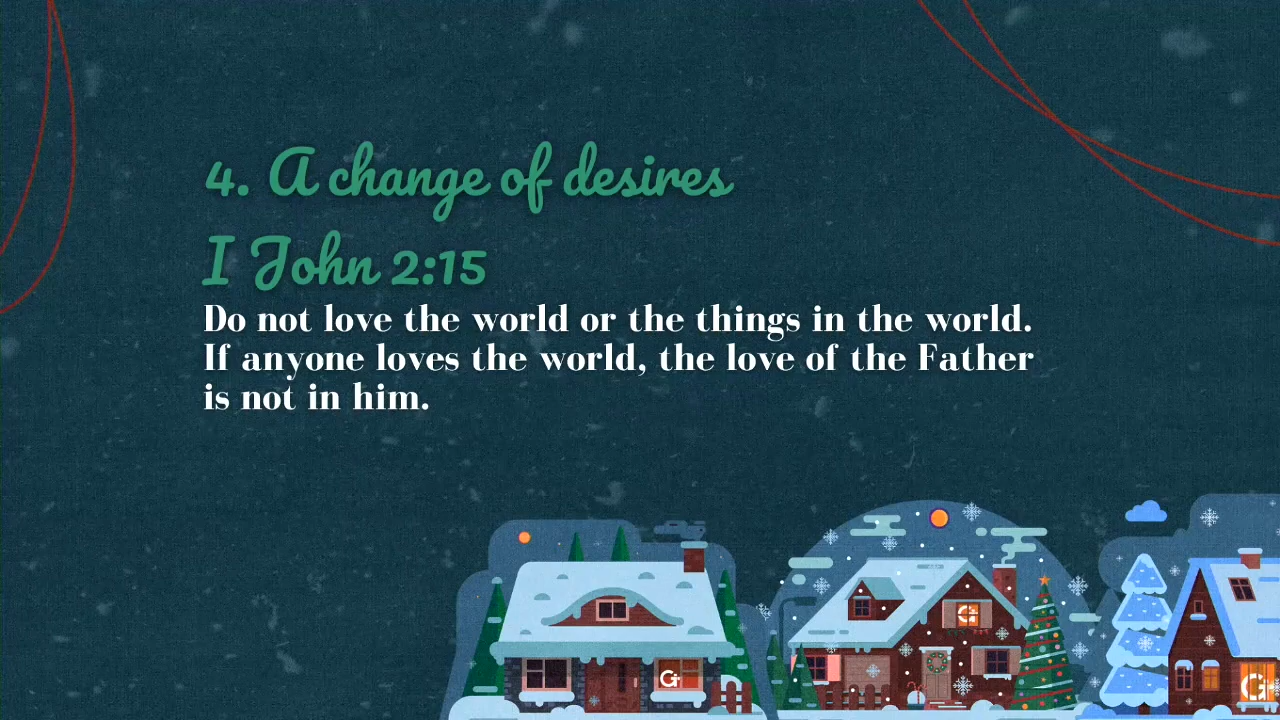 4. A change of desires
I John 2:15
Do not love the world or the things in the world.
If anyone loves the world, the love of the Father
is not in him.